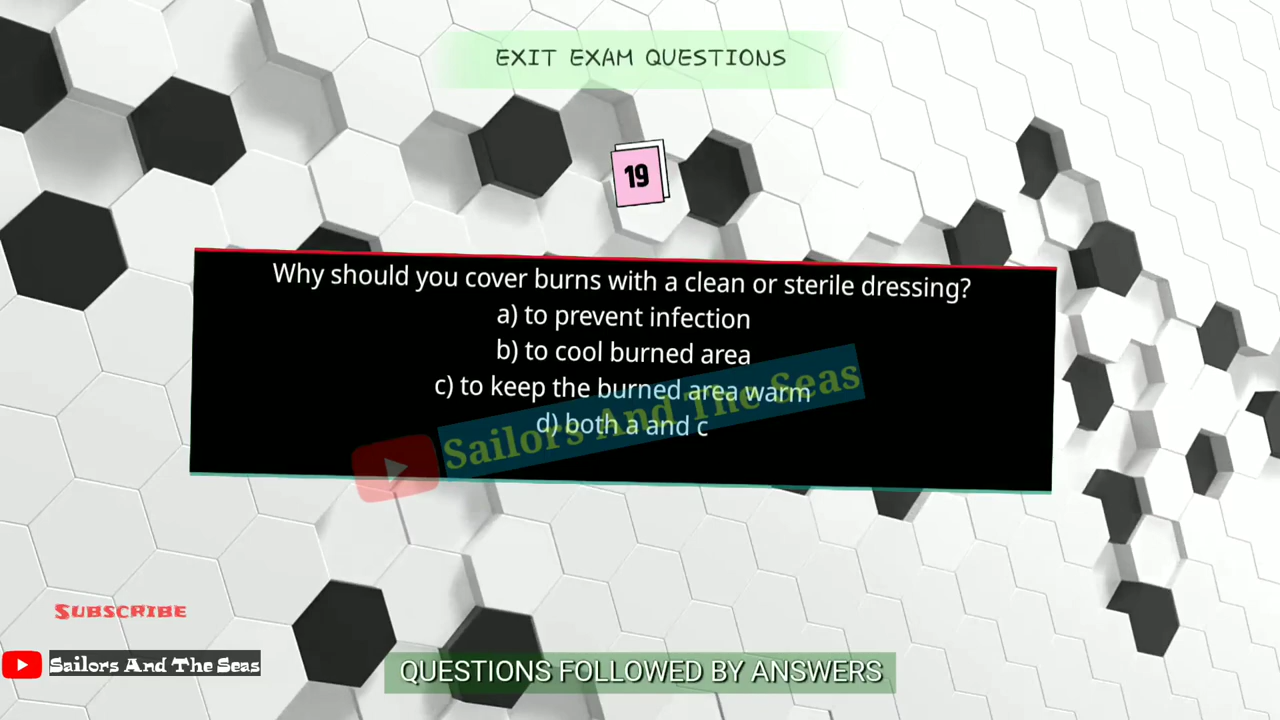 EXIT EXAM QUESTIONS
19
Why should you cover burns with a clean or sterile dressing?
a) to prevent infection
b) to cool burned area
c) to keep the burned area warm
d) both a and c
Sailors And The Seas
SUBSCRIBE
Sailors And The Seas
QUESTIONS FOLLOWED BY ANSWERS